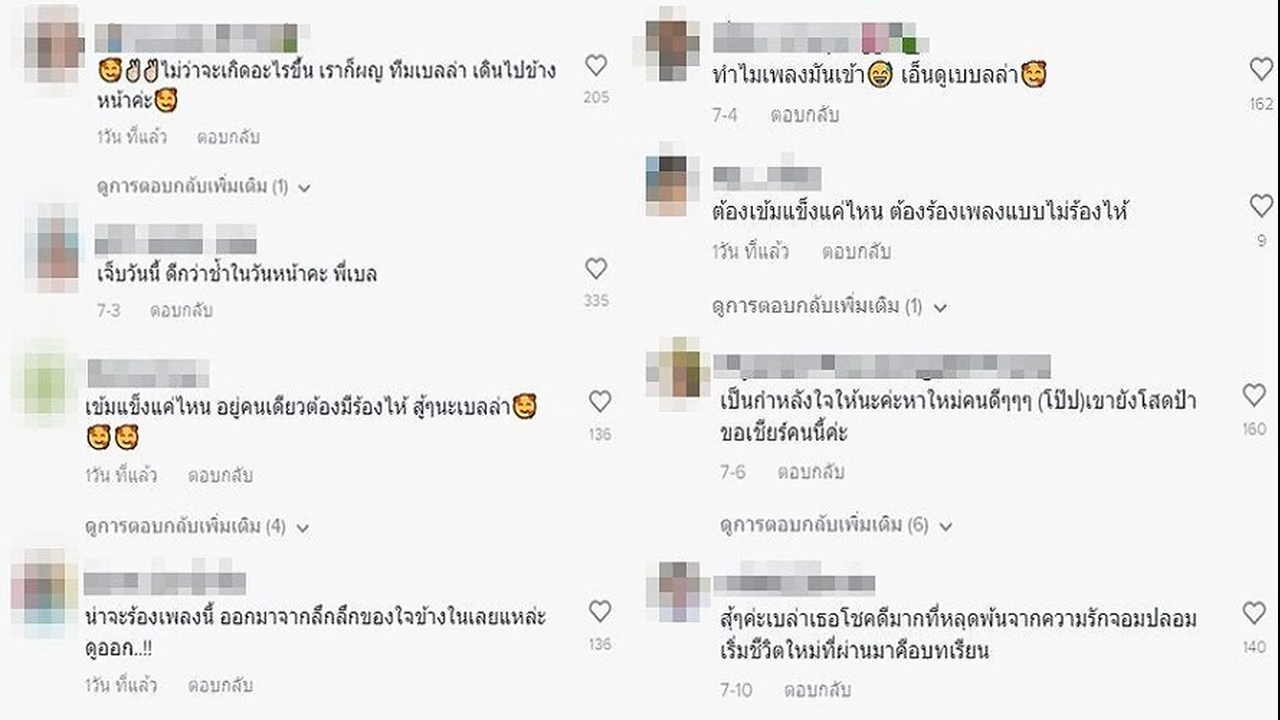 🥰✌🏻✌🏻ไม่ว่าจะเกิดอะไรขึ้น เราก็ผญ ทีมเบลล่า เดินไปข้าง
หน้าค่ะ🥰
205
1วัน ที่แล้ว ตอบกลับ
ดูการตอบกลับเพิ่มเติม (1)
เจ็บวันนี้ ดีกว่าช้ำในวันหน้าคะ พี่เบล
335
7-3 ตอบกลับ
เข้มแข็งแค่ไหน อยู่คนเดียวต้องมีร้องไห้ สู้ๆนะเบลล่า🥰
🥰🥰
136
1วัน ที่แล้ว ตอบกลับ
ดูการตอบกลับเพิ่มเติม (4)
น่าจะร้องเพลงนี้ ออกมาจากลึกลึกของใจข้างในเลยแหล่ะ
ดูออก..!!
136
1วัน ที่แล้ว ตอบกลับ
ทำไมเพลงมันเข้า😅 เอ็นดูเบบลล่า🥰
162
7-4 ตอบกลับ
ต้องเข้มแข็งแค่ไหน ต้องร้องเพลงแบบไม่ร้องไห้
9
1วัน ที่แล้ว ตอบกลับ
ดูการตอบกลับเพิ่มเติม (1)
เป็นกำหลังใจให้นะค่ะหาใหม่คนดีๆๆๆ (โป๊ป)เขายังโสดป้า
ขอเชียร์คนนี้ค่ะ
160
7-6 ตอบกลับ
ดูการตอบกลับเพิ่มเติม (6)
สุ้ๆค่ะเบล่าเธอโชคดีมากที่หลุดพ้นจากความรักจอมปลอม
เริ่มชีวิตใหม่ที่ผ่านมาคือบทเรียน
140
7-10 ตอบกลับ